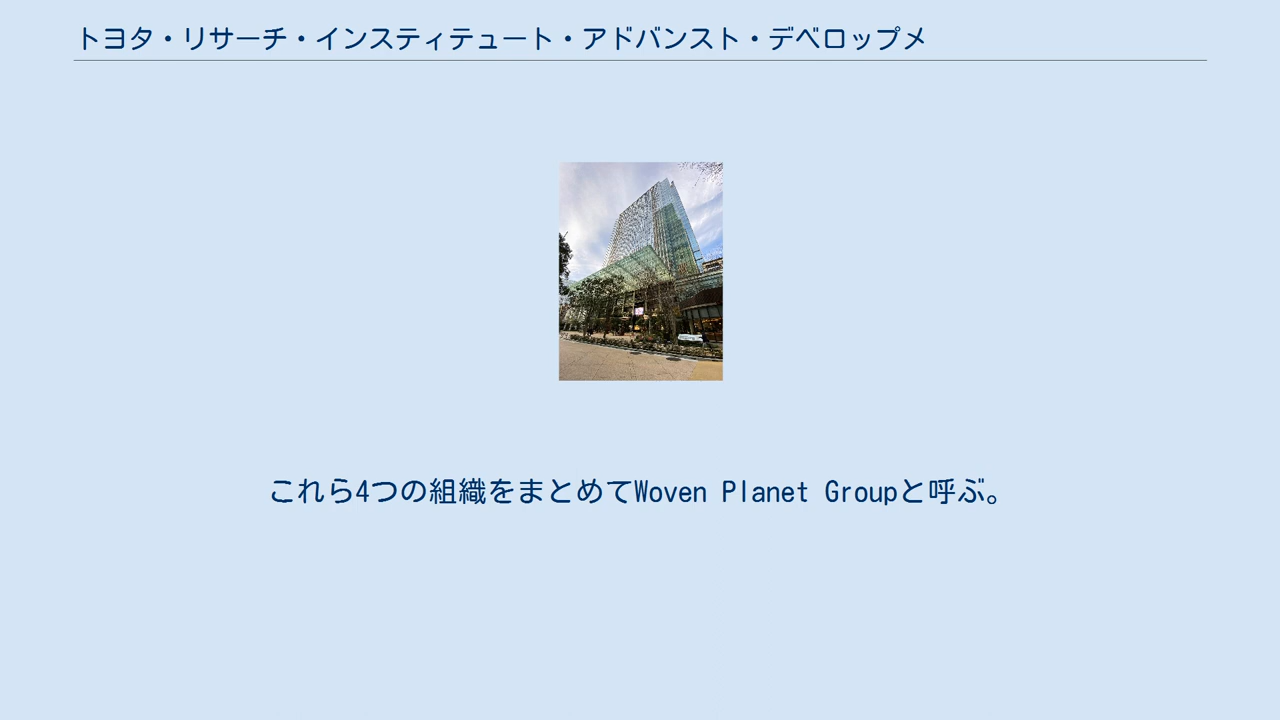 トヨタ・リサーチ・インスティテュート・アドバンスト・デベロップメ
これら4つの組織をまとめてWoven Planet Groupと呼ぶ。